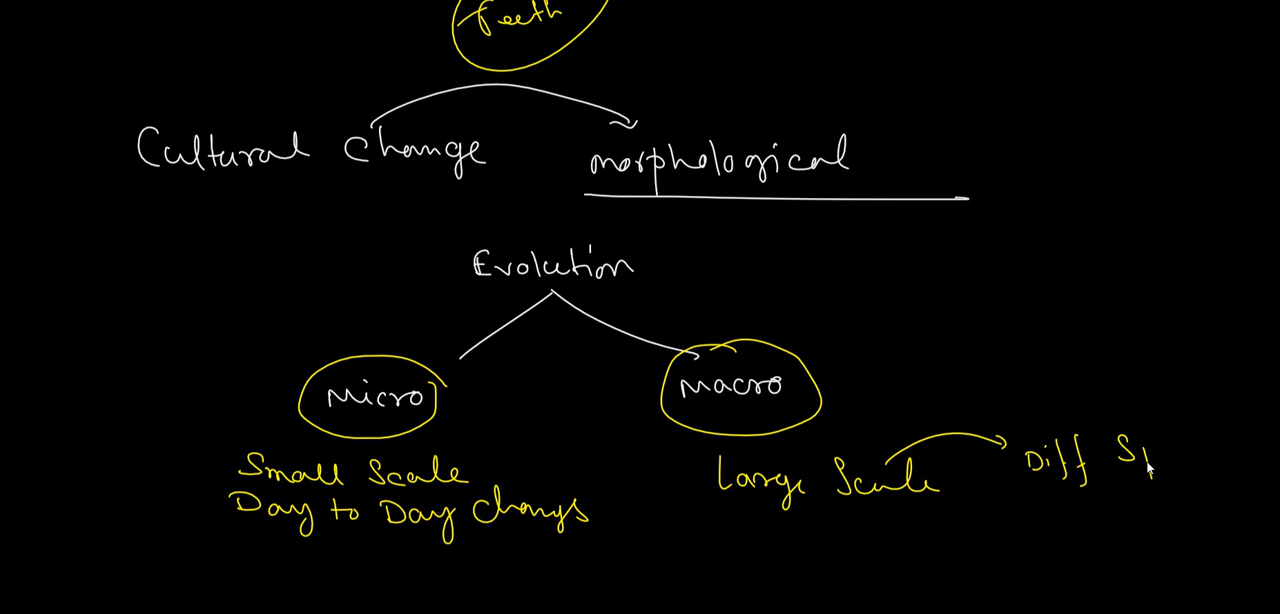 Teeth
Cultural Change morphological
Evolution
Micro Macro
Small Scale
Day to Day Changs
Large Scale Diff